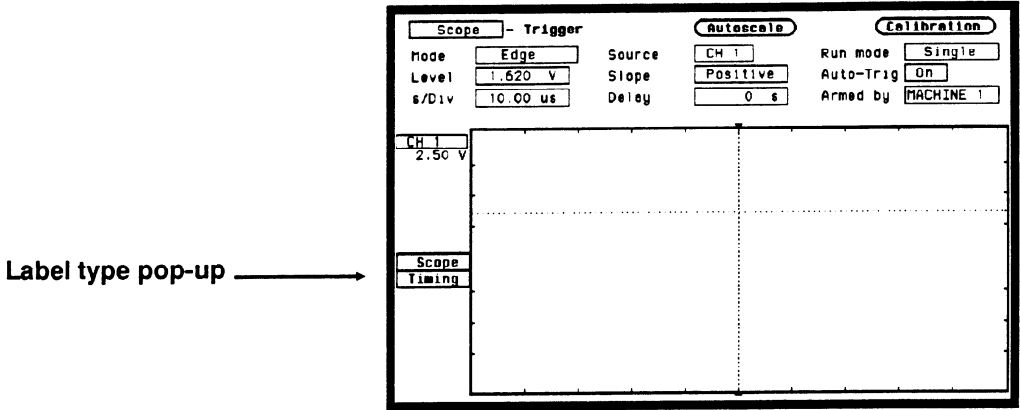 Scope - Trigger Autoscale Calibration
Mode Edge Source CH 1 Run mode Single
Level 1.620 V Slope Positive Auto-Trig On
s/Div 10.00 us Delay 0 s Armed by MACHINE 1
CH 1
2.50 V
Scope
Timing
Label type pop-up